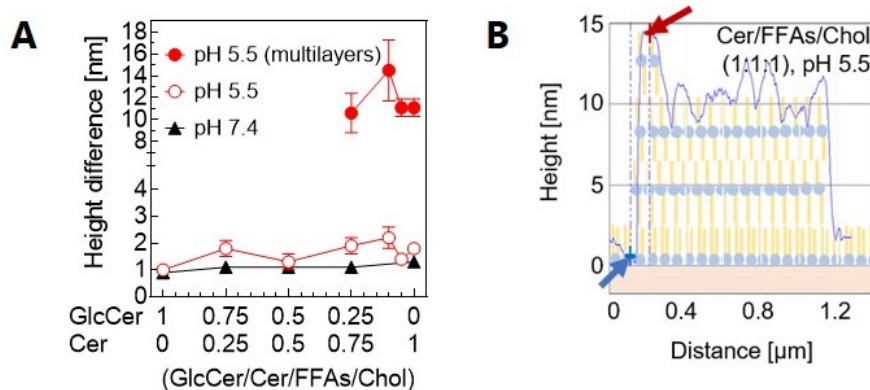 A
Height difference [nm]
18
16
14
12
10
8
4
3
2
1
0
pH 5.5 (multilayers)
pH 5.5
pH 7.4
GlcCer 1 0.75 0.5 0.25 0
Cer 0 0.25 0.5 0.75 1
(GlcCer/Cer/FFAs/Chol)
B
Height [nm]
15
10
5
0
Cer/FFAs/Chol
(1:1:1), pH 5.5
0 0.4 0.8 1.2
Distance [µm]